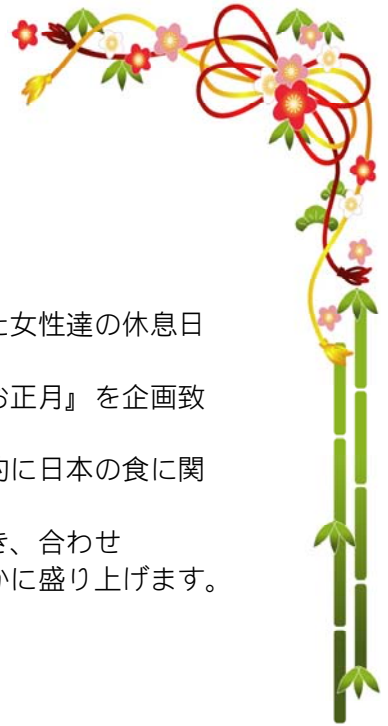 た女性達の休息日
お正月』を企画致
的に日本の食に関
き、合わせ
かに盛り上げます。